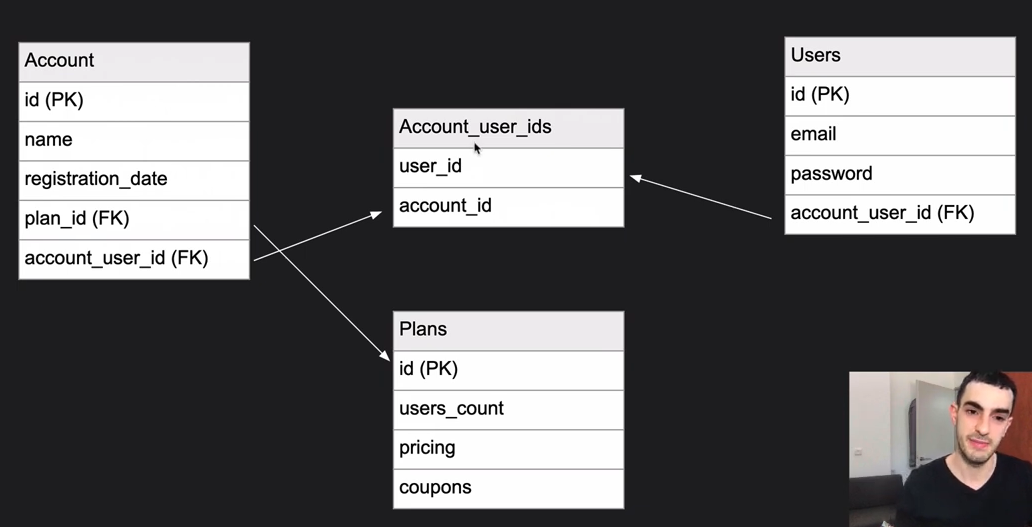 Account
id (PK)
name
registration_date
plan_id (FK)
account_user_id (FK)
Account_user_ids
user_id
account_id
Plans
id (PK)
users_count
pricing
coupons
Users
id (PK)
email
password
account_user_id (FK)